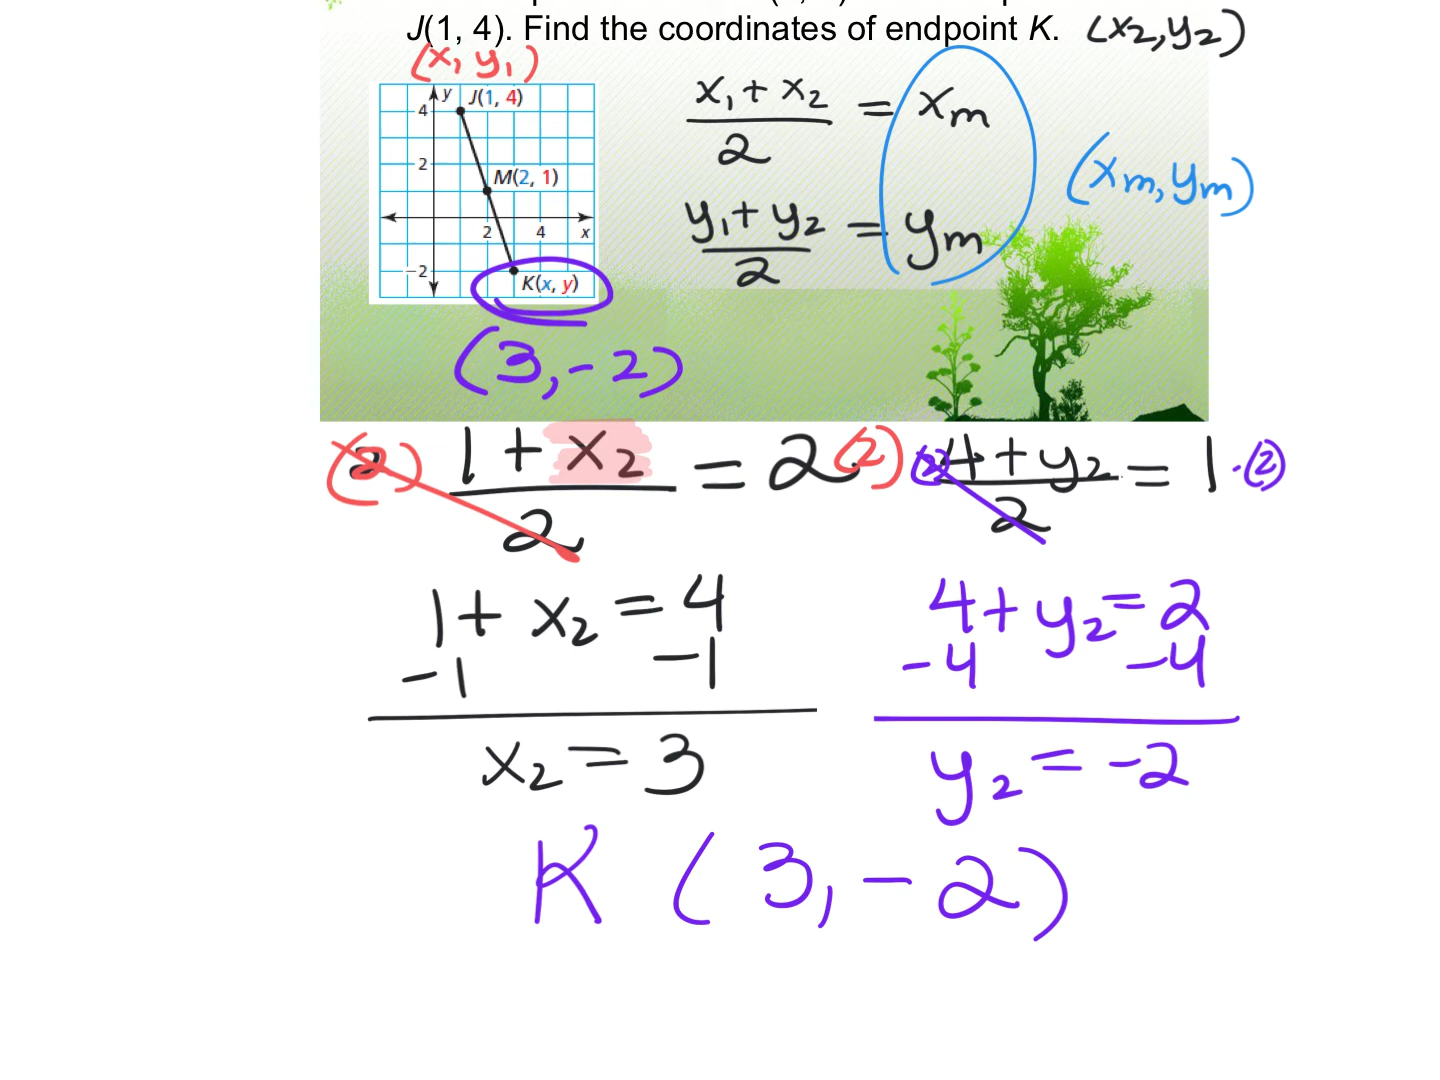 J(1, 4). Find the coordinates of endpoint K. (x2, y2)
(x1 y1)
y J(1, 4)
4
2
M(2, 1)
2 4 x
-2
K(x, y)
(3, -2)
x1 + x2 / 2 = xm
y1 + y2 / 2 = ym
(xm, ym)
(2) 1 + x2 / 2 = 2 (2)
(2) 4 + y2 / 2 = 1 · (2)
1 + x2 = 4
-1 -1
x2 = 3
4 + y2 = 2
-4 -4
y2 = -2
K (3, -2)